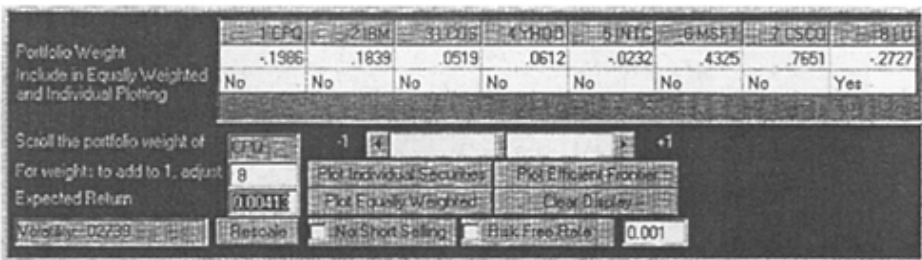 1 CPQ 2 IBM 3 LCOS 4 YHOO 5 INTC 6 MSFT 7 CSCO 8 LU
Portfolio Weight -.1986 .1839 .0519 .0612 -.0232 .4325 .7651 -.2727
Include in Equally Weighted No No No No No No No Yes
and Individual Plotting
Scroll the portfolio weight of CPQ -1 +1
For weights to add to 1, adjust 8 Plot Individual Securities Plot Efficient Frontier
Expected Return 0.00413 Plot Equally Weighted Clear Display
Volatility .02739 Rescale No Short Selling Risk Free Rate 0.001